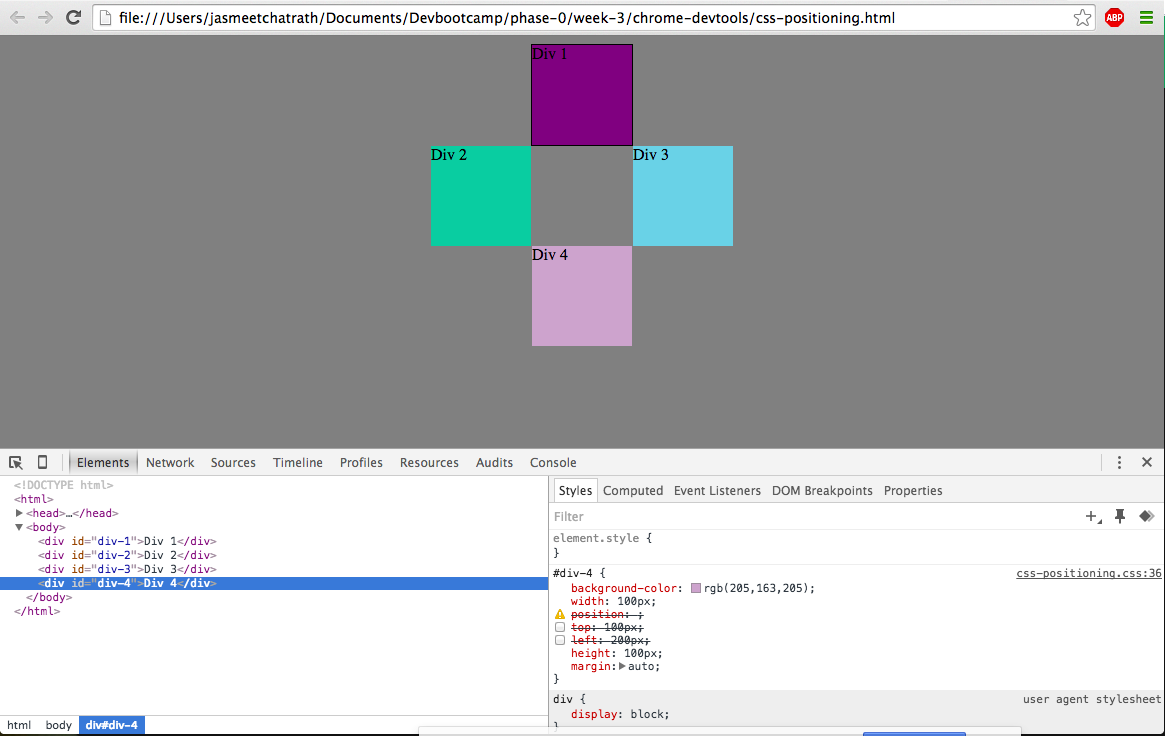 file:///Users/jasmeetchatrath/Documents/Devbootcamp/phase-0/week-3/chrome-devtools/css-positioning.html
ABP
Div 1
Div 2
Div 3
Div 4
Elements Network Sources Timeline Profiles Resources Audits Console
<!DOCTYPE html>
<html>
<head>…</head>
<body>
<div id="div-1">Div 1</div>
<div id="div-2">Div 2</div>
<div id="div-3">Div 3</div>
<div id="div-4">Div 4</div>
</body>
</html>
html body div#div-4
Styles Computed Event Listeners DOM Breakpoints Properties
Filter
element.style {
}
#div-4 { css-positioning.css:36
background-color: rgb(205,163,205);
width: 100px;
position: ;
top: 100px;
left: 200px;
height: 100px;
margin: auto;
}
div { user agent stylesheet
display: block;
}